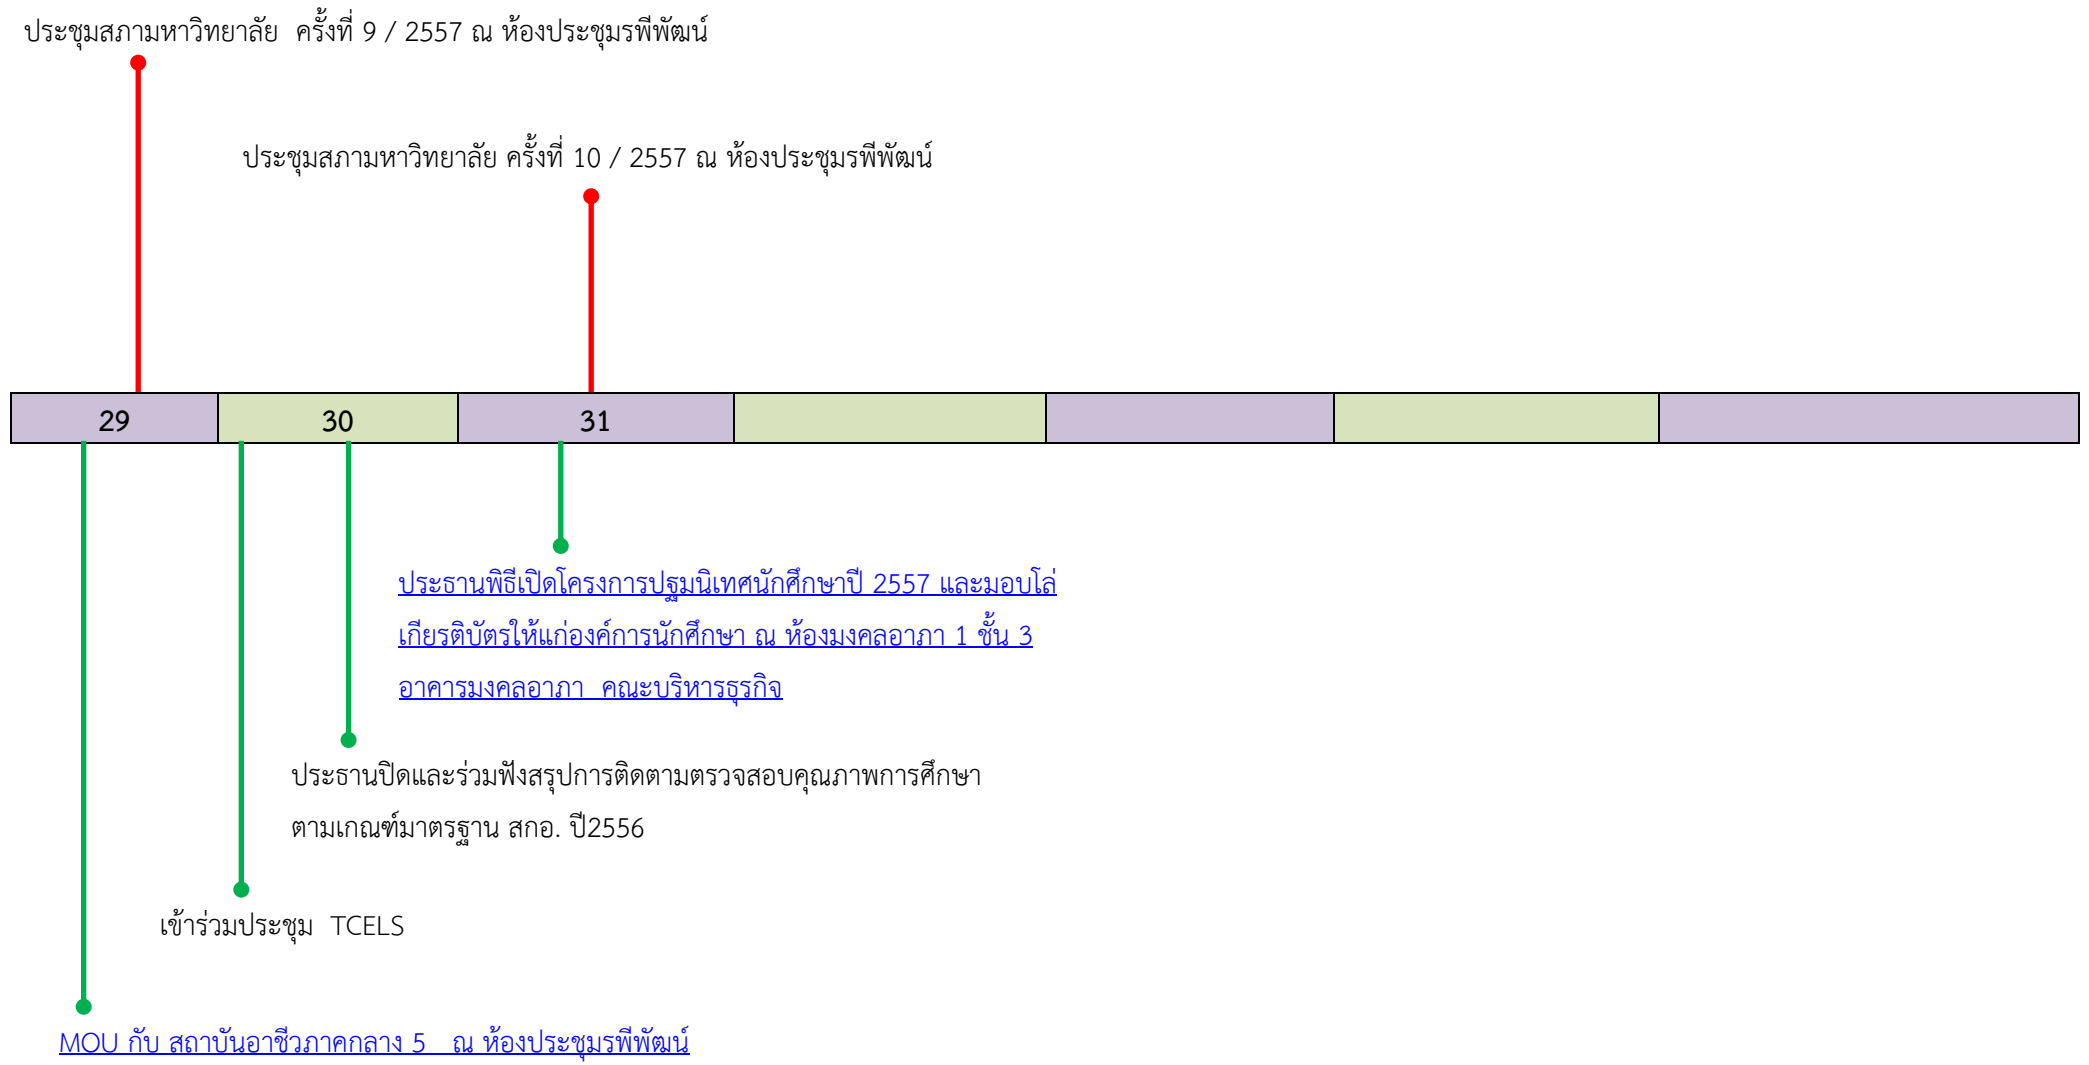 ประชุมสภามหาวิทยาลัย  ครั้งที่ 9 / 2557 ณ ห้องประชุมรพีพัฒน์
ประชุมสภามหาวิทยาลัย ครั้งที่ 10 / 2557 ณ ห้องประชุมรพีพัฒน์
29 30 31
ประธานพิธีเปิดโครงการปฐมนิเทศนักศึกษาปี 2557 และมอบโล่
เกียรติบัตรให้แก่องค์การนักศึกษา ณ ห้องมงคลอาภา 1 ชั้น 3
อาคารมงคลอาภา  คณะบริหารธุรกิจ
ประธานปิดและร่วมฟังสรุปการติดตามตรวจสอบคุณภาพการศึกษา
ตามเกณฑ์มาตรฐาน สกอ. ปี2556
เข้าร่วมประชุม  TCELS
MOU กับ สถาบันอาชีวภาคกลาง 5   ณ ห้องประชุมรพีพัฒน์